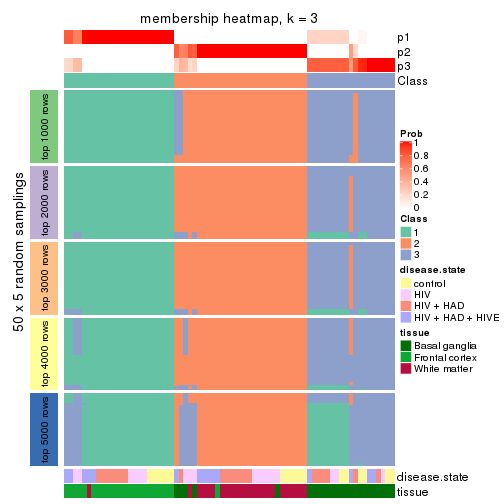 membership heatmap, k = 3
p1
p2
p3
Class
50 x 5 random samplings
top 1000 rows
top 2000 rows
top 3000 rows
top 4000 rows
top 5000 rows
disease.state
tissue
Prob
1
0.8
0.6
0.4
0.2
0
Class
1
2
3
disease.state
control
HIV
HIV + HAD
HIV + HAD + HIVE
tissue
Basal ganglia
Frontal cortex
White matter